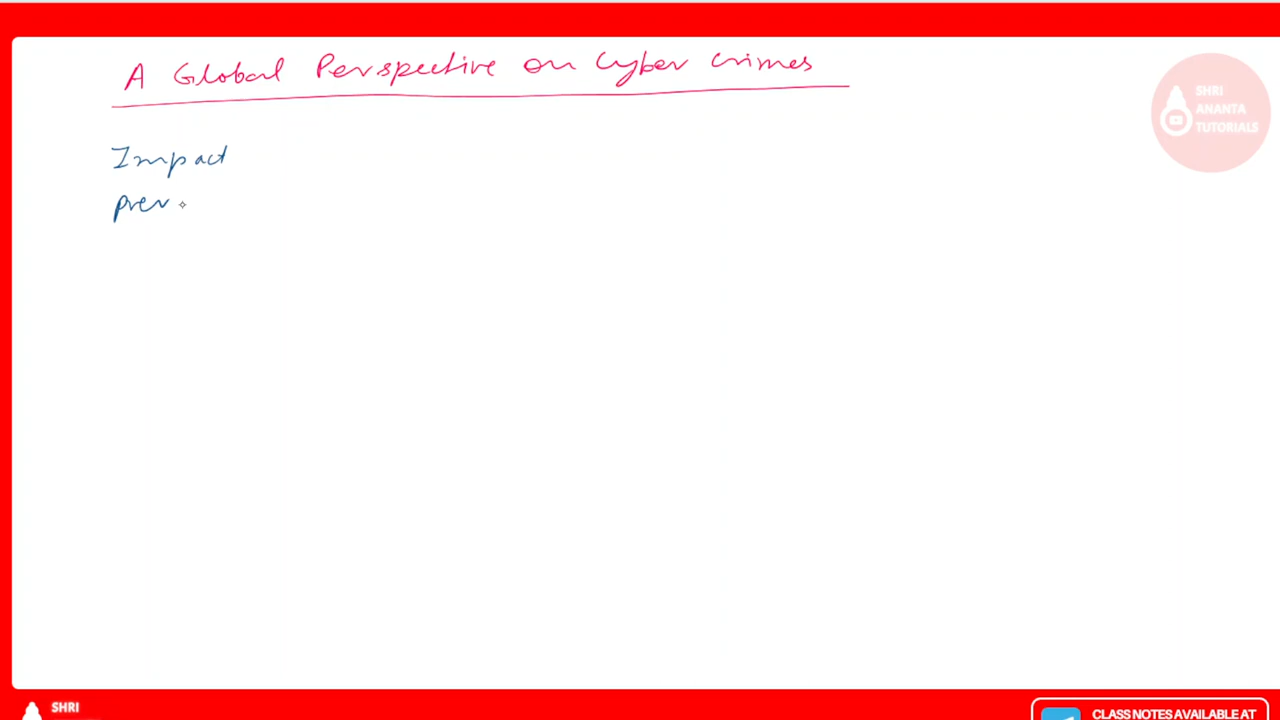 A Global Perspective on Cyber Crimes
SHRI
ANANTA
TUTORIALS
Impact
prev
SHRI
CLASS NOTES AVAILABLE AT